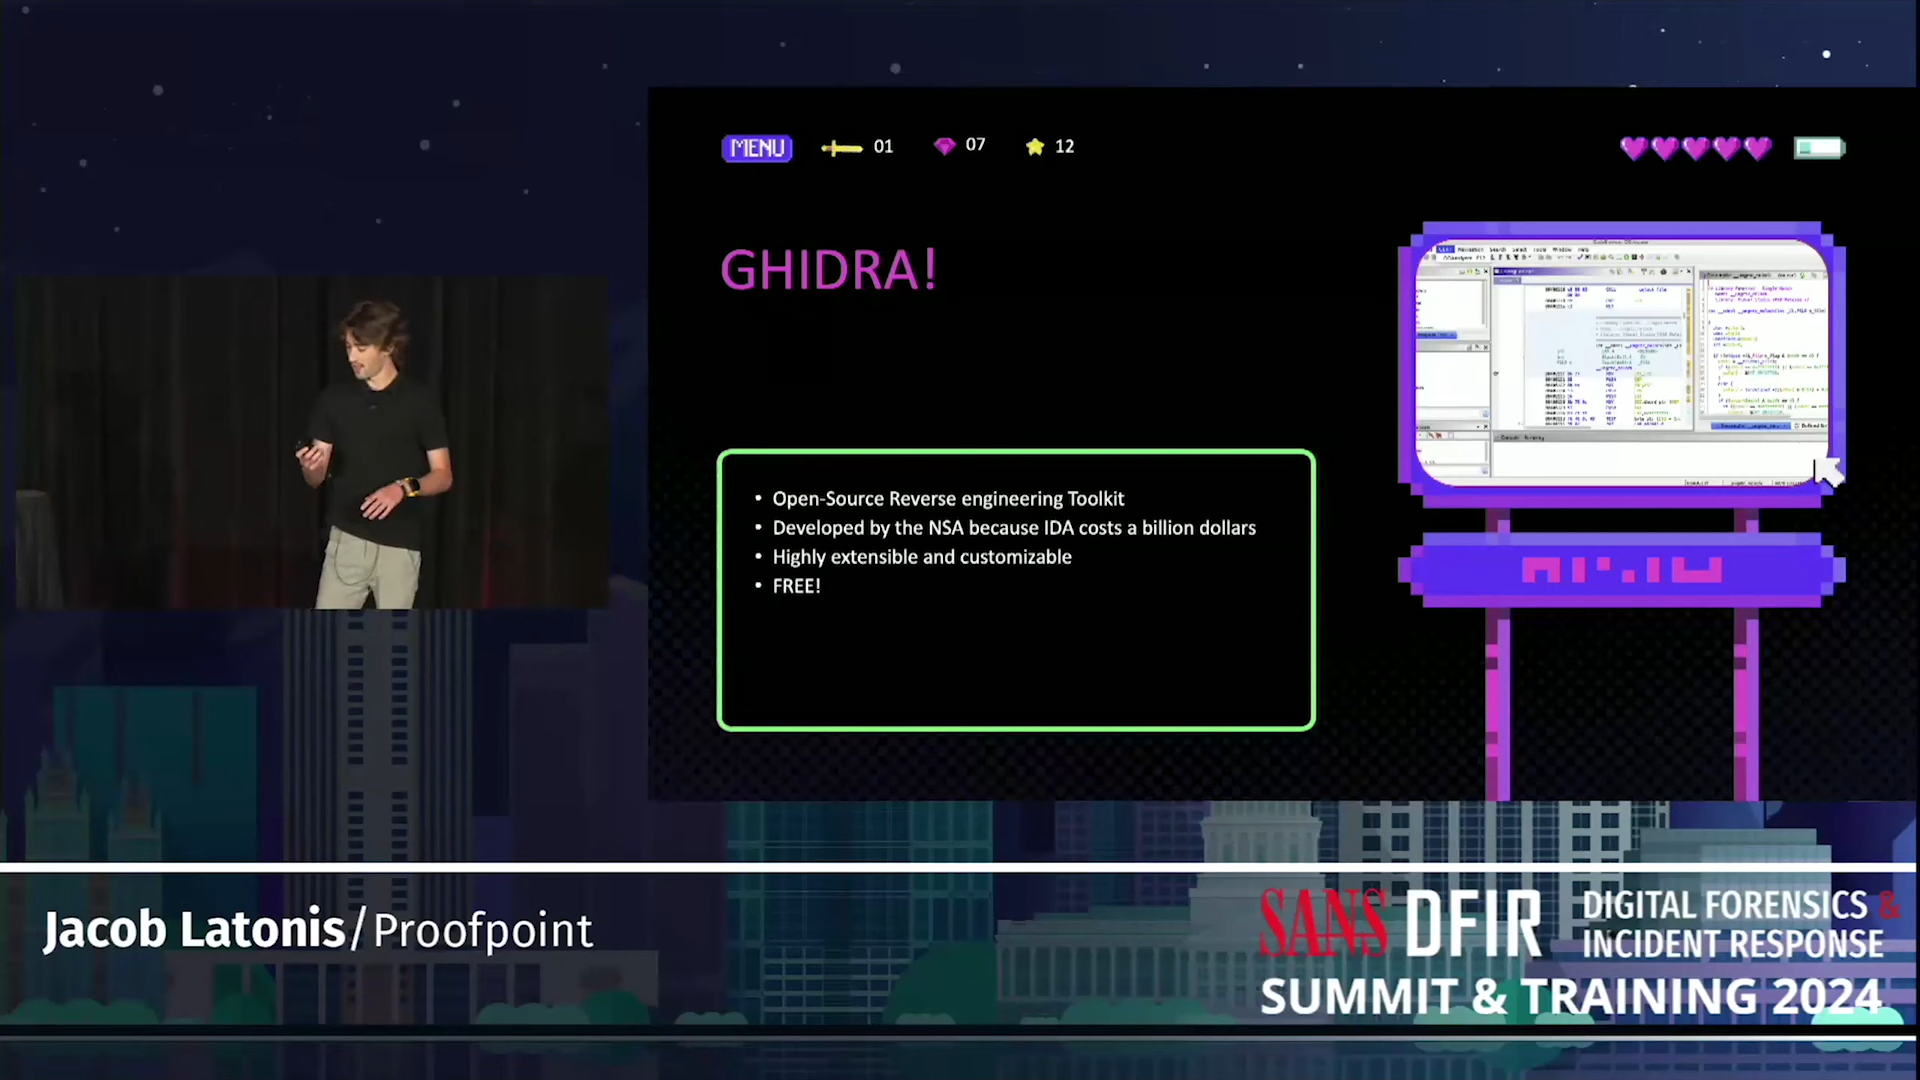 MENU 01 07 12
GHIDRA!
• Open-Source Reverse engineering Toolkit
• Developed by the NSA because IDA costs a billion dollars
• Highly extensible and customizable
• FREE!
Jacob Latonis/Proofpoint
SANS DFIR
DIGITAL FORENSICS &
INCIDENT RESPONSE
SUMMIT & TRAINING 2024